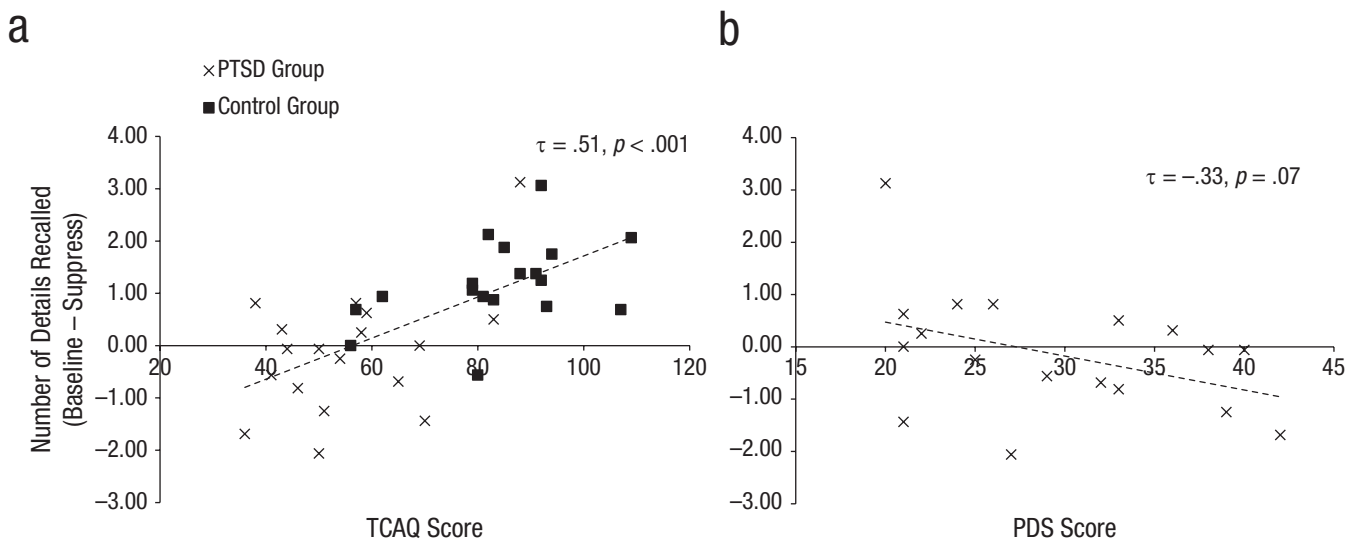 a
× PTSD Group
■ Control Group
τ = .51, p < .001
Number of Details Recalled
(Baseline – Suppress)
4.00
3.00
2.00
1.00
0.00
–1.00
–2.00
–3.00
20 40 60 80 100 120
TCAQ Score
b
τ = –.33, p = .07
4.00
3.00
2.00
1.00
0.00
–1.00
–2.00
–3.00
15 20 25 30 35 40 45
PDS Score